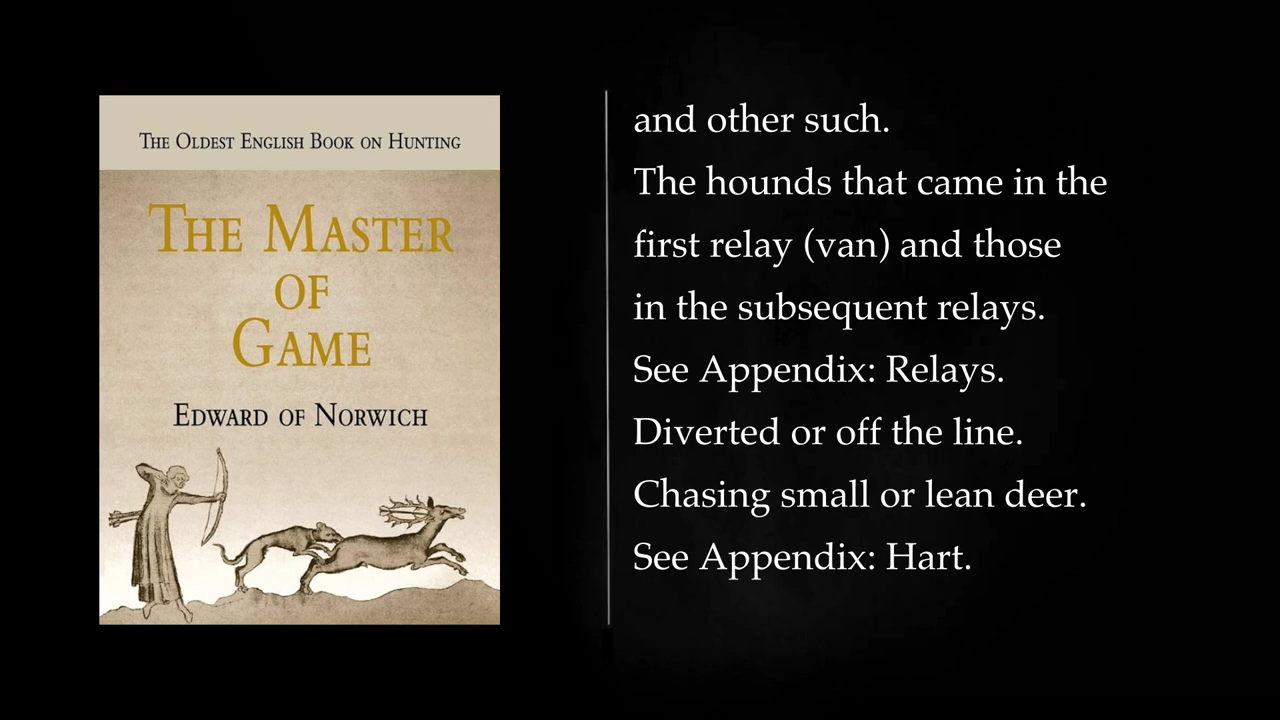 The Oldest English Book on Hunting
The Master
of
Game
Edward of Norwich
and other such.
The hounds that came in the
first relay (van) and those
in the subsequent relays.
See Appendix: Relays.
Diverted or off the line.
Chasing small or lean deer.
See Appendix: Hart.